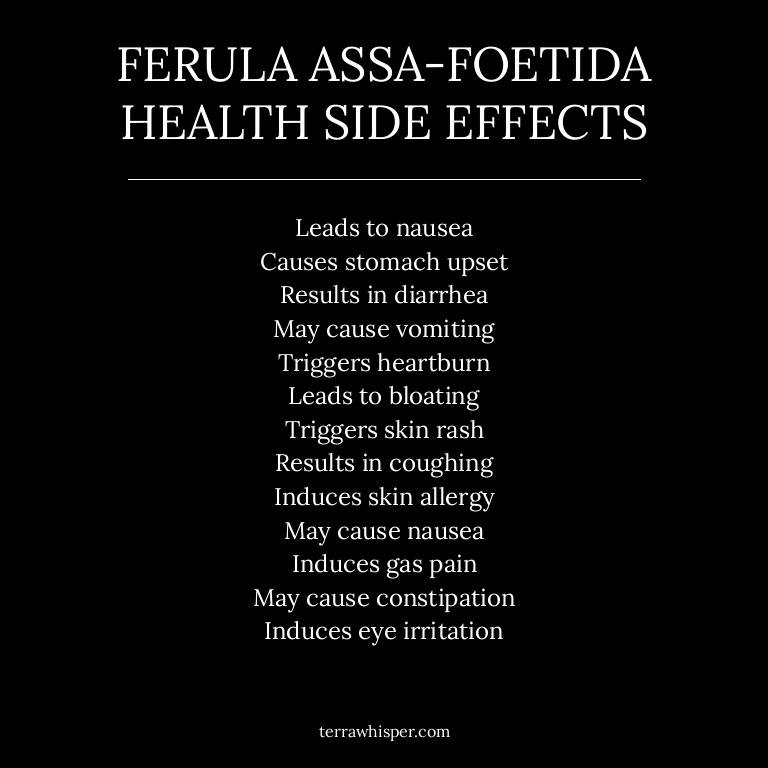 FERULA ASSA-FOETIDA
HEALTH SIDE EFFECTS
Leads to nausea
Causes stomach upset
Results in diarrhea
May cause vomiting
Triggers heartburn
Leads to bloating
Triggers skin rash
Results in coughing
Induces skin allergy
May cause nausea
Induces gas pain
May cause constipation
Induces eye irritation
terrawhisper.com